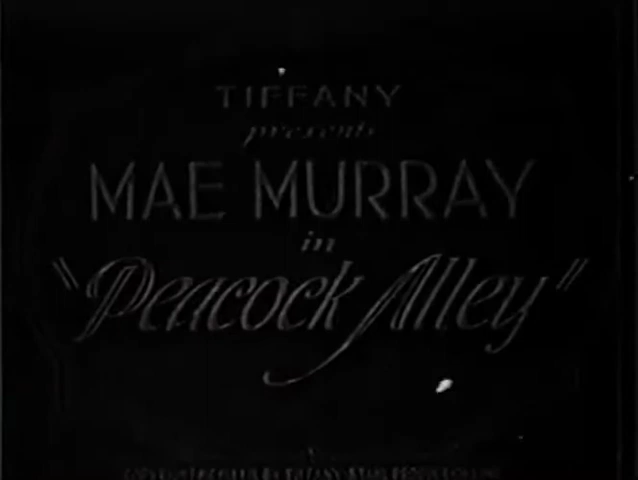 TIFFANY
presents
MAE MURRAY
in
"Peacock Alley"